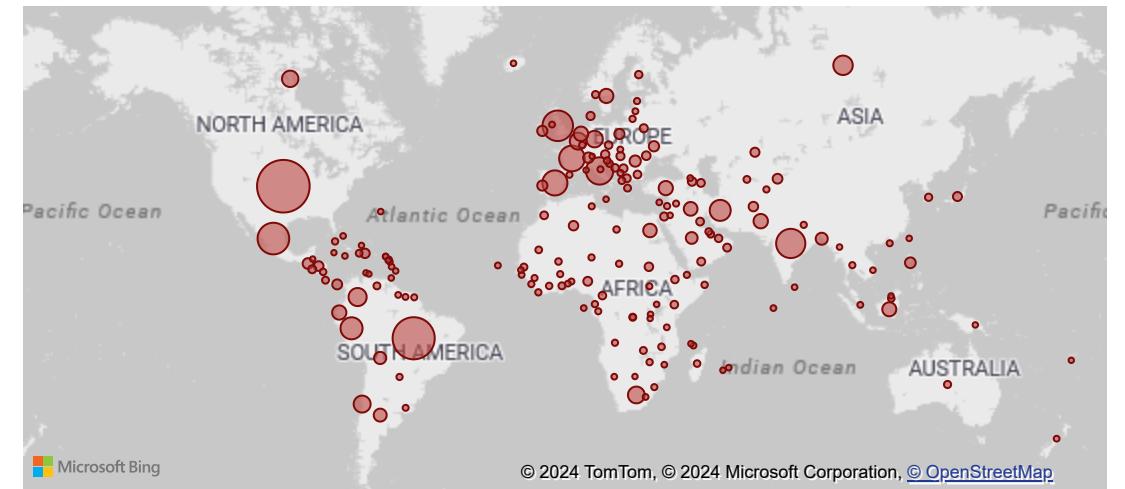 NORTH AMERICA
ASIA
EUROPE
Pacific Ocean
Atlantic Ocean
Pacific
AFRICA
SOUTH AMERICA
Indian Ocean
AUSTRALIA
Microsoft Bing
© 2024 TomTom, © 2024 Microsoft Corporation, © OpenStreetMap